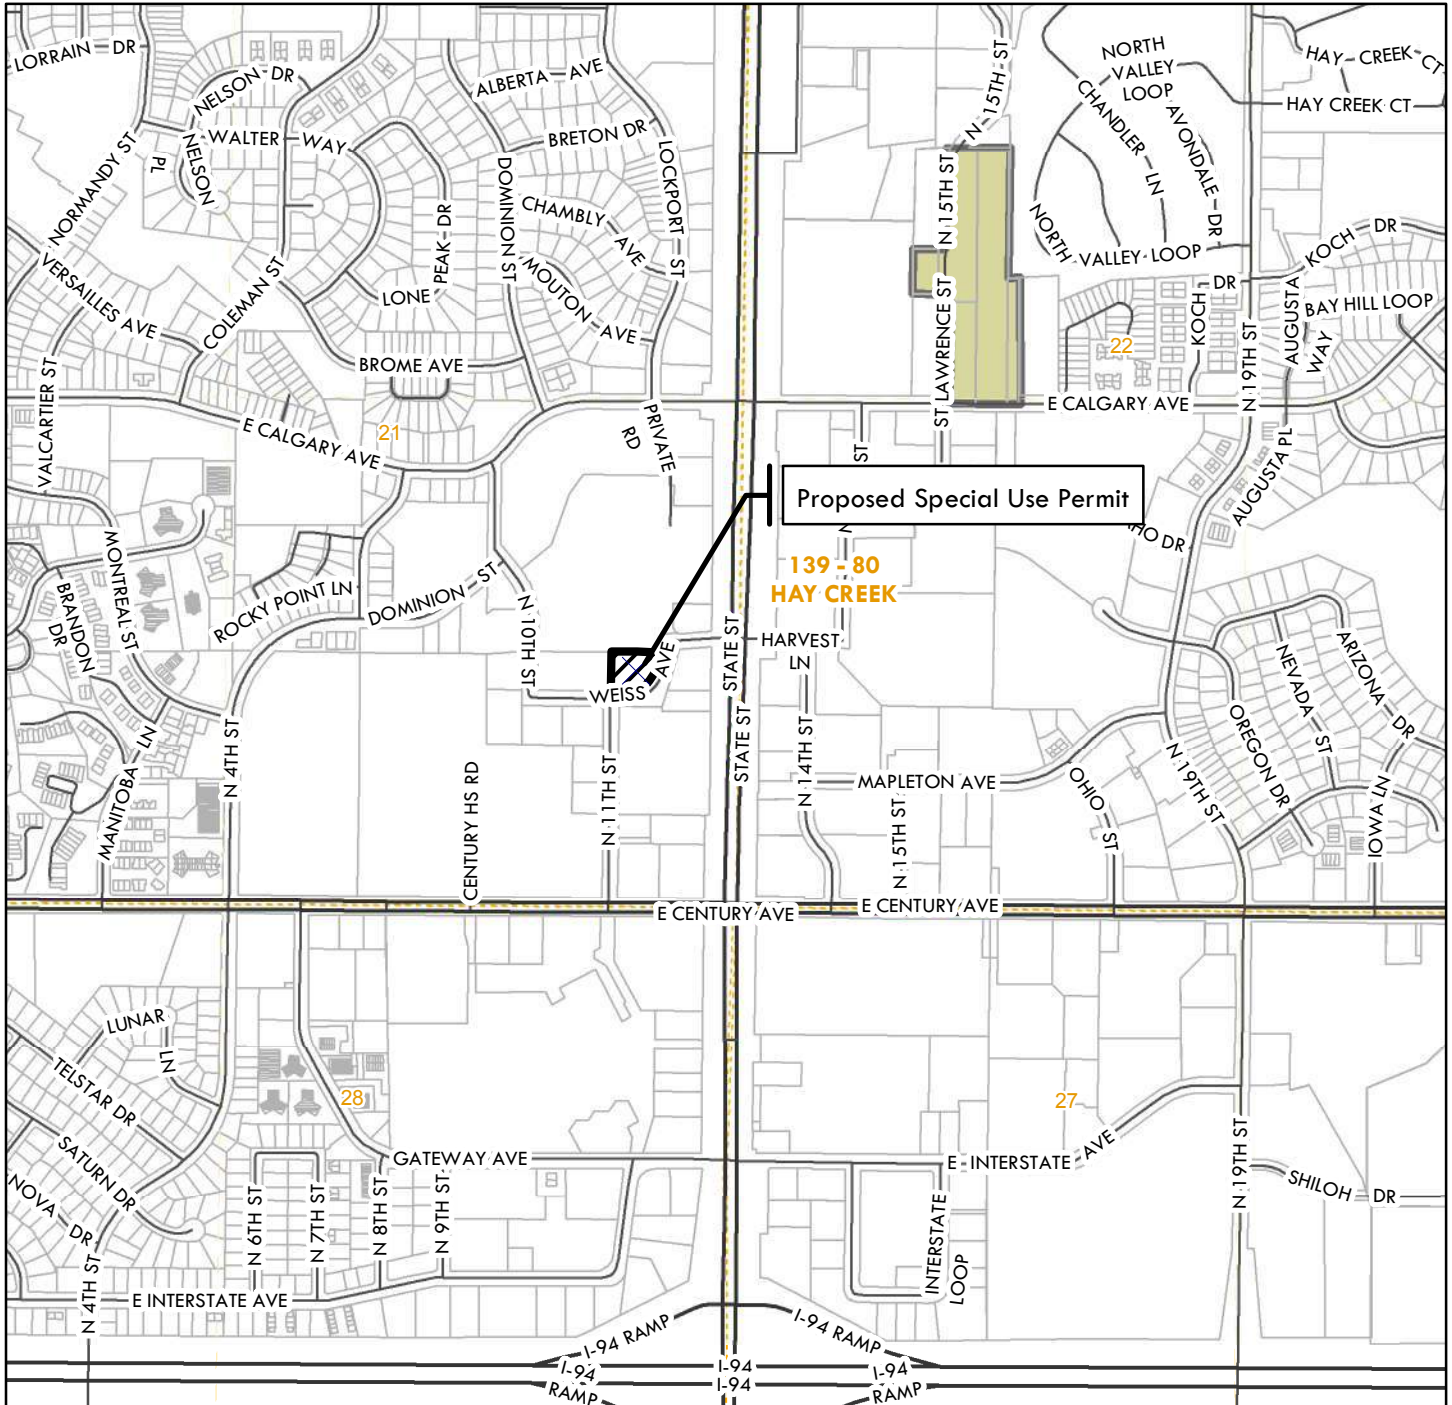 LORRAIN DR
NELSON DR
ALBERTA AVE
N 15TH ST
NORTH
VALLEY
LOOP
HAY CREEK CT
HAY CREEK CT
WALTER WAY
BRETON DR
CHANDLER LN
AVONDALE DR
NORMANDY ST
NELSON
PL
DOMINION ST
LOCKPORT ST
CHAMBLY AVE
PEAK DR
LONE
N 15TH ST
NORTH
VALLEY LOOP
KOCH DR
VERSAILLES AVE
COLEMAN ST
MOUTON AVE
DR
KOCH
AUGUSTA
WAY
BAY HILL LOOP
ST LAWRENCE ST
22
N 19TH ST
BROME AVE
VALCARTIER ST
E CALGARY AVE
21
PRIVATE
RD
ST
E CALGARY AVE
AUGUSTA PL
Proposed Special Use Permit
HO DR
139 - 80
HAY CREEK
MONTREAL ST
BRANDON
DR
ROCKY POINT LN
DOMINION ST
N 10TH ST
WEISS
AVE
STATE ST
HARVEST
LN
ARIZONA DR
NEVADA ST
OREGON DR
N 4TH ST
MANITOBA LN
CENTURY HS RD
N 11TH ST
STATE ST
N 14TH ST
MAPLETON AVE
N 15TH ST
OHIO ST
N 19TH ST
IOWA LN
E CENTURY AVE
E CENTURY AVE
LUNAR
LN
TELSTAR DR
SATURN DR
NOVA DR
28
27
GATEWAY AVE
E INTERSTATE AVE
N 19TH ST
SHILOH DR
N 4TH ST
N 6TH ST
N 7TH ST
N 8TH ST
N 9TH ST
INTERSTATE
LOOP
E INTERSTATE AVE
I-94 RAMP
I-94 RAMP
I-94
RAMP
I-94
I-94
I-94
RAMP